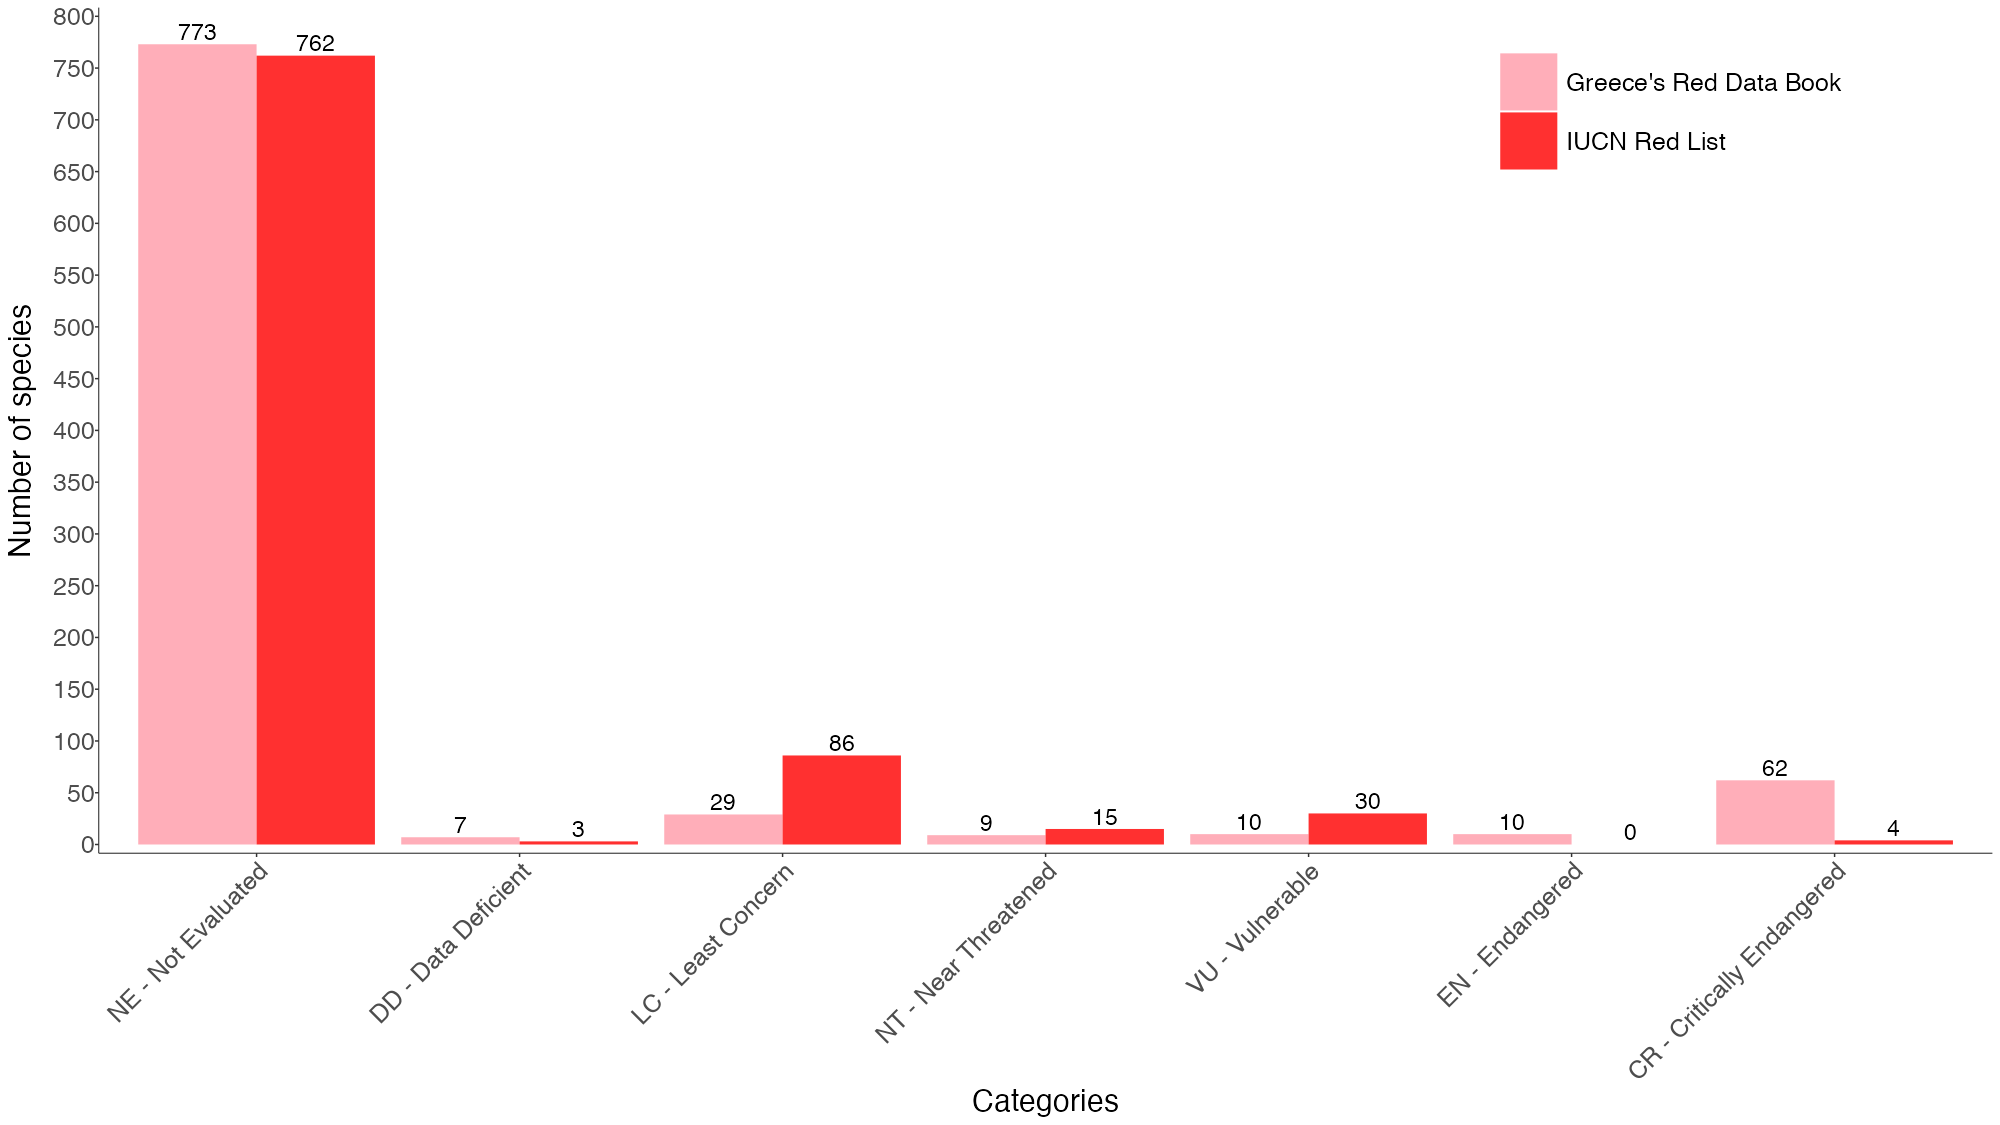 800
750
700
650
600
550
500
450
400
350
300
250
200
150
100
50
0
Number of species
773
762
7
3
29
86
9
15
10
30
10
0
62
4
Greece's Red Data Book
IUCN Red List
NE - Not Evaluated
DD - Data Deficient
LC - Least Concern
NT - Near Threatened
VU - Vulnerable
EN - Endangered
CR - Critically Endangered
Categories